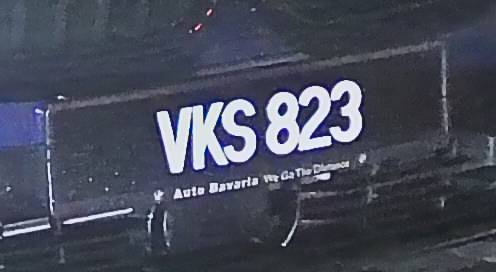 VKS 823
Auto Bavaria We Go The Distance